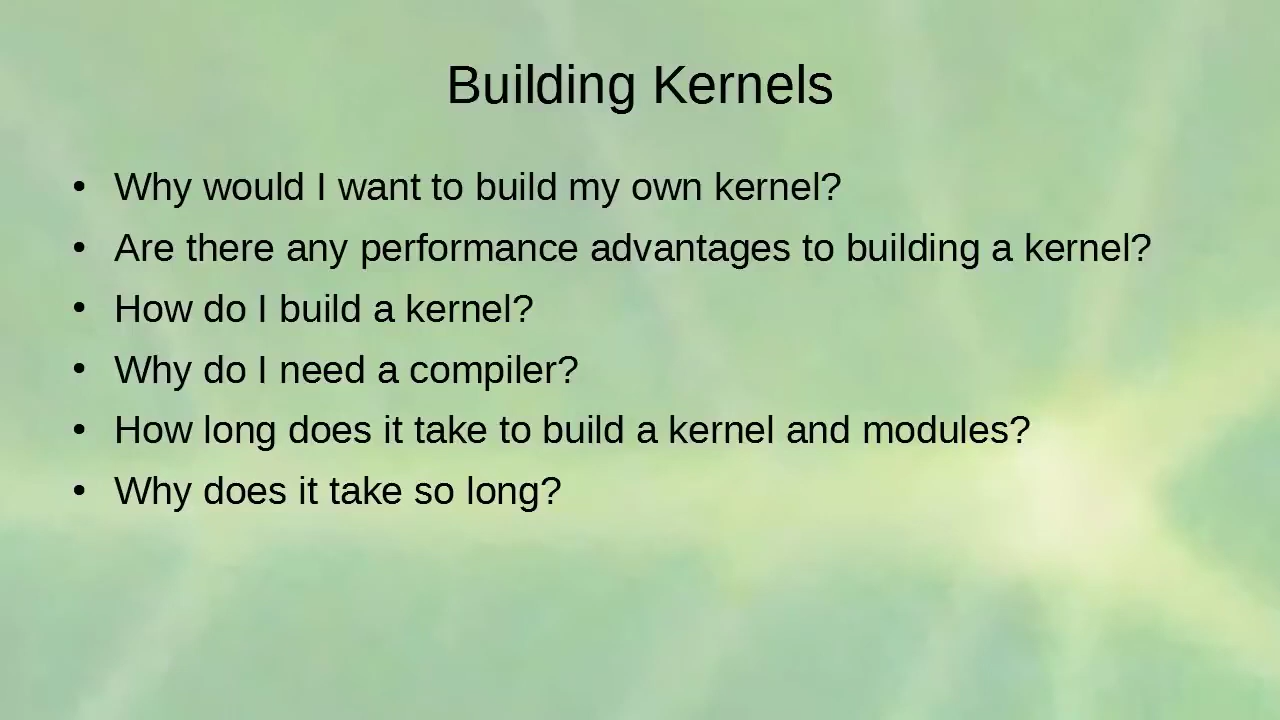 Building Kernels
• Why would I want to build my own kernel?
• Are there any performance advantages to building a kernel?
• How do I build a kernel?
• Why do I need a compiler?
• How long does it take to build a kernel and modules?
• Why does it take so long?